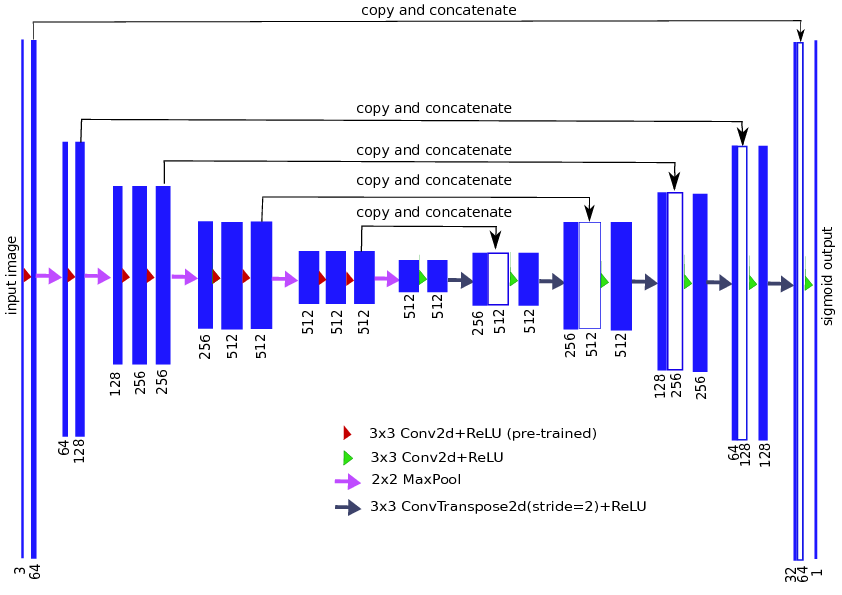 copy and concatenate
copy and concatenate
copy and concatenate
copy and concatenate
copy and concatenate
input image
sigmoid output
3
64
64
128
128
256
256
256
512
512
512
512
512
512
512
256
512
512
256
512
512
128
256
256
64
128
128
32
64
1
3x3 Conv2d+ReLU (pre-trained)
3x3 Conv2d+ReLU
2x2 MaxPool
3x3 ConvTranspose2d(stride=2)+ReLU